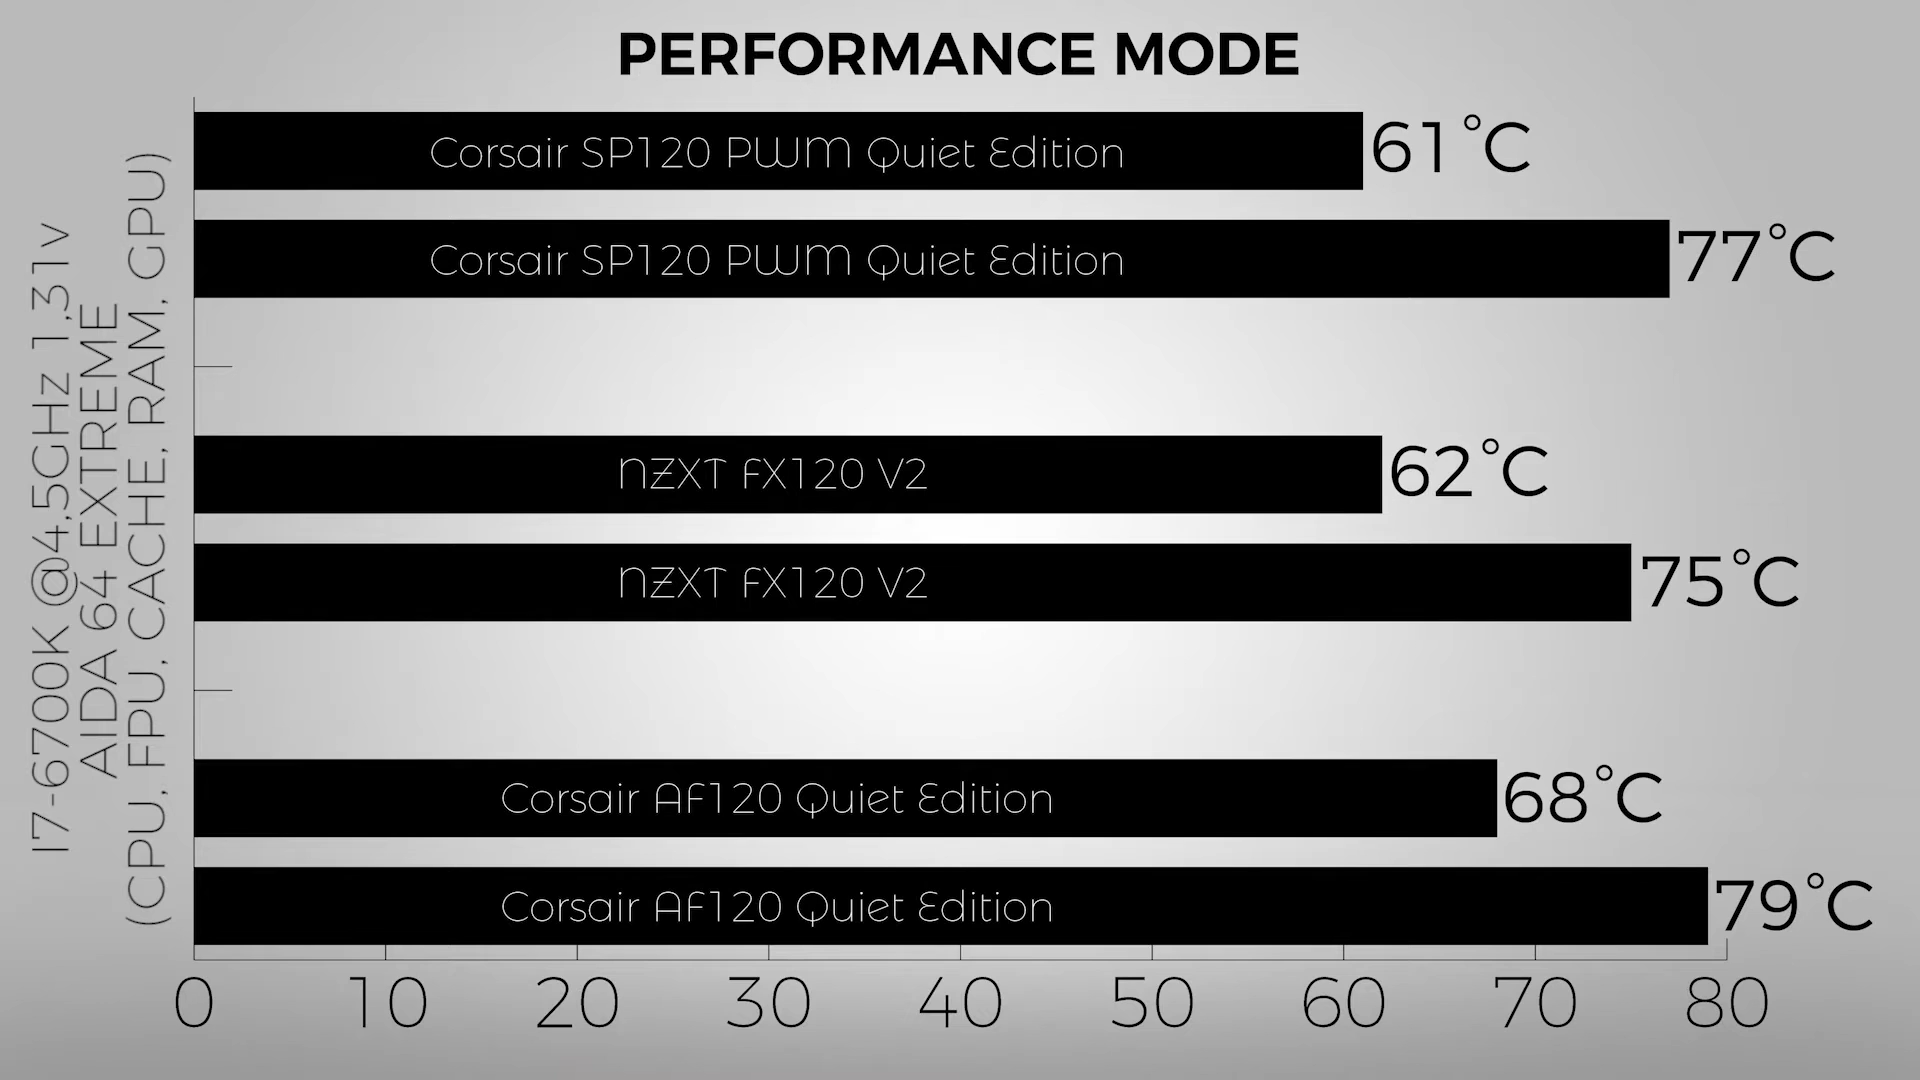 PERFORMANCE MODE
I7-6700K @4,5GHz 1,31v
AIDA 64 EXTREME
(CPU, FPU, CACHE, RAM, GPU)
Corsair SP120 PWM Quiet Edition 61°C
Corsair SP120 PWM Quiet Edition 77°C
NZXT FX120 V2 62°C
NZXT FX120 V2 75°C
Corsair AF120 Quiet Edition 68°C
Corsair AF120 Quiet Edition 79°C
0 10 20 30 40 50 60 70 80